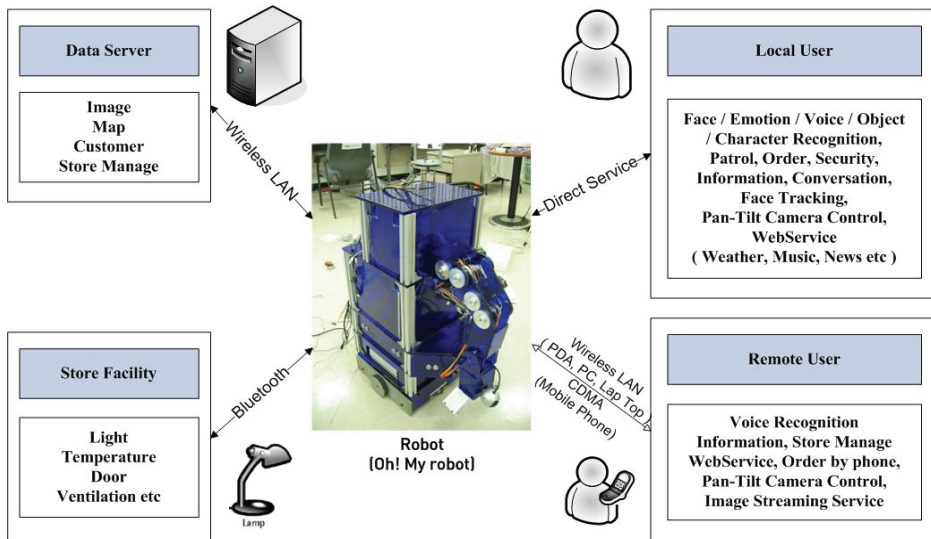 Data Server
Image
Map
Customer
Store Manage
Wireless LAN
Local User
Face / Emotion / Voice / Object
/ Character Recognition,
Patrol, Order, Security,
Information, Conversation,
Face Tracking,
Pan-Tilt Camera Control,
WebService
( Weather, Music, News etc )
Direct Service
Store Facility
Light
Temperature
Door
Ventilation etc
Bluetooth
Lamp
Robot
(Oh! My robot)
Wireless LAN
( PDA, PC, Lap Top )
CDMA
(Mobile Phone)
Remote User
Voice Recognition
Information, Store Manage
WebService, Order by phone,
Pan-Tilt Camera Control,
Image Streaming Service